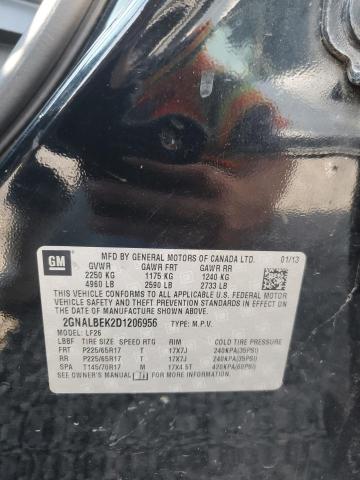 GM
MFD BY GENERAL MOTORS OF CANADA LTD. 01/13
GVWR GAWR FRT GAWR RR
2250 KG 1175 KG 1240 KG
4960 LB 2590 LB 2733 LB
THIS VEHICLE CONFORMS TO ALL APPLICABLE U.S. FEDERAL MOTOR VEHICLE SAFETY, BUMPER, AND THEFT PREVENTION STANDARDS IN EFFECT ON THE DATE OF MANUFACTURE SHOWN ABOVE.
2GNALBEK2D1206956 TYPE: M.P.V.
MODEL: LF26
LBBF TIRE SIZE SPEED RTG RIM COLD TIRE PRESSURE
FRT P225/65R17 T 17X7J 240KPA(35PSI)
RR P225/65R17 T 17X7J 240KPA(35PSI)
SPA T145/70R17 M 17X4.5T 420KPA(60PSI)
SEE OWNER MANUAL FOR MORE INFORMATION.